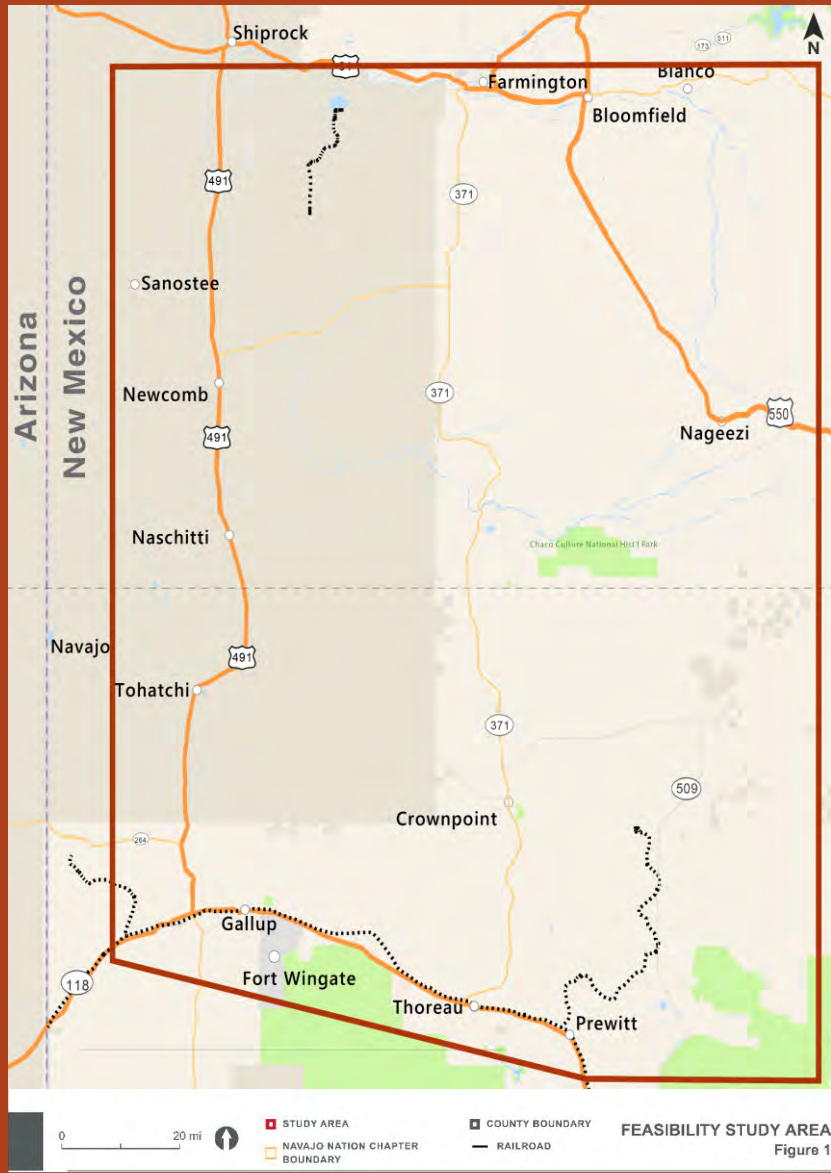 Shiprock
N
173
511
Farmington
Blanco
Bloomfield
491
371
Sanostee
Arizona
New Mexico
Newcomb
371
550
491
Nageezi
Naschitti
Chaco Culture National Hist'l Park
Navajo
491
Tohatchi
371
509
Crownpoint
264
Gallup
Fort Wingate
118
Thoreau
Prewitt
0
20 mi
STUDY AREA
NAVAJO NATION CHAPTER
BOUNDARY
COUNTY BOUNDARY
RAILROAD
FEASIBILITY STUDY AREA
Figure 1